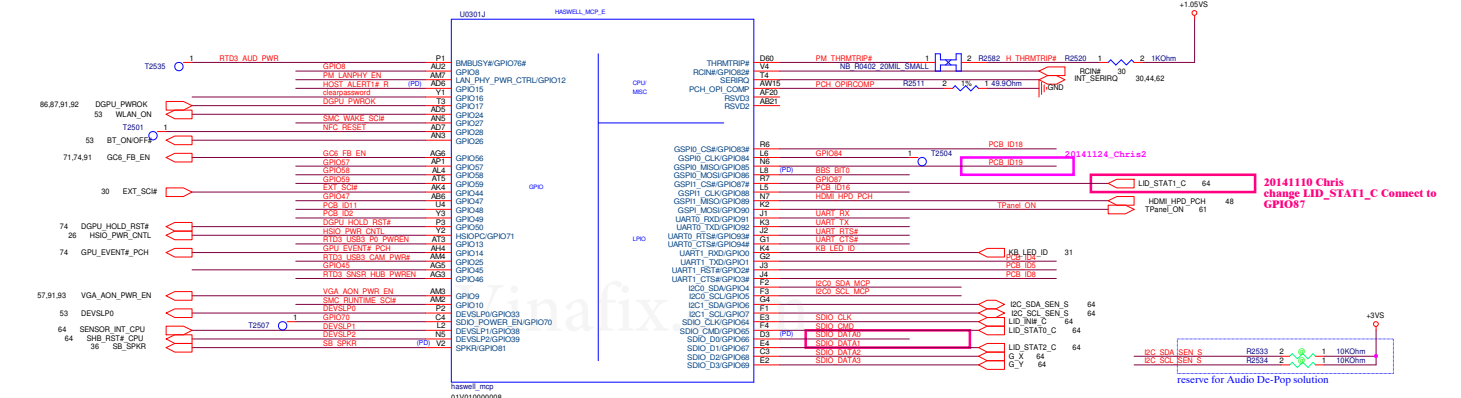 +1.05VS
U0301J
HASWELL_MCP_E
T2535 1 RTD3_AUD_PWR P1 BMBUSY#/GPIO76#
GPIO8 AU2 GPIO8
PM_LANPHY_EN AM7 LAN_PHY_PWR_CTRL/GPIO12
HOST_ALERT1#_R (PD) AD6 GPIO15
clearpassword Y1 GPIO16
86,87,91,92 DGPU_PWROK DGPU_PWROK T3 GPIO17
53 WLAN_ON AD5 GPIO24
SMC_WAKE_SCI# AN5 GPIO27
T2501 1 NFC_RESET AD7 GPIO28
53 BT_ON/OFF# AN3 GPIO26
71,74,91 GC6_FB_EN GC6_FB_EN AG6 GPIO56
GPIO57 AP1 GPIO57
GPIO58 AL4 GPIO58
GPIO59 AT5 GPIO59
30 EXT_SCI# EXT_SCI# AK4 GPIO44
GPIO47 AB6 GPIO47
PCB_ID11 U4 GPIO48
PCB_ID2 Y3 GPIO49
74 DGPU_HOLD_RST# DGPU_HOLD_RST# P3 GPIO50
26 HSIO_PWR_CNTL HSIO_PWR_CNTL Y2 HSIOPC/GPIO71
RTD3_USB3_P0_PWREN AT3 GPIO13
74 GPU_EVENT#_PCH GPU_EVENT#_PCH AH4 GPIO14
RTD3_USB3_CAM_PWR# AM4 GPIO25
GPIO45 AG5 GPIO45
RTD3_SNSR_HUB_PWREN AG3 GPIO46
57,91,93 VGA_AON_PWR_EN VGA_AON_PWR_EN AM3 GPIO9
SMC_RUNTIME_SCI# AM2 GPIO10
53 DEVSLP0 DEVSLP0 P2 DEVSLP0/GPIO33
T2507 1 GPIO70 C4 SDIO_POWER_EN/GPIO70
64 SENSOR_INT_CPU DEVSLP1 L2 DEVSLP1/GPIO38
64 SHB_RST#_CPU DEVSLP2 N5 DEVSLP2/GPIO39
36 SB_SPKR SB_SPKR (PD) V2 SPKR/GPIO81
CPU/
MISC
GPIO
LPIO
THRMTRIP# D60 PM_THRMTRIP# 2 R2582 H_THRMTRIP# R2520 2 1KOhm
NB_R0402_20MIL_SMALL
RCIN#/GPIO82# V4 RCIN# 30
SERIRQ T4 INT_SERIRQ 30,44,62
PCH_OPI_COMP AW15 PCH_OPIRCOMP R2511 2 1% 1 49.9Ohm GND
RSVD3 AF20
RSVD2 AB21
GSPI0_CS#/GPIO83# R6 PCB_ID18
GSPI0_CLK/GPIO84 L6 GPIO84 1 T2504 20141124_Chris2
GSPI0_MISO/GPIO85 N6 PCB_ID19
GSPI0_MOSI/GPIO86 L8 (PD) BBS_BIT0
GSPI1_CS#/GPIO87# R7 GPIO87 LID_STAT1_C 64
GSPI1_CLK/GPIO88 L5 PCB_ID16
GSPI1_MISO/GPIO89 N7 HDMI_HPD_PCH HDMI_HPD_PCH 48
GSPI_MOSI/GPIO90 K2 TPanel_ON TPanel_ON 61
20141110 Chris
change LID_STAT1_C Connect to
GPIO87
UART0_RXD/GPIO91 J1 UART_RX
UART0_TXD/GPIO92 K3 UART_TX
UART0_RTS#/GPIO93# J2 UART_RTS#
UART0_CTS#/GPIO94# G1 UART_CTS#
UART1_RXD/GPIO0 K4 KB_LED_ID KB_LED_ID 31
UART1_TXD/GPIO1 G2 PCB_ID4
UART1_RST#/GPIO2# J3 PCB_ID5
UART1_CTS#/GPIO3# J4 PCB_ID8
I2C0_SDA/GPIO4 F2 I2C0_SDA_MCP
I2C0_SCL/GPIO5 F3 I2C0_SCL_MCP
I2C1_SDA/GPIO6 G4 I2C_SDA_SEN_S 64
I2C1_SCL/GPIO7 F1 I2C_SCL_SEN_S 64
SDIO_CLK/GPIO64 E3 SDIO_CLK LID_IN#_C 64
SDIO_CMD/GPIO65 F4 SDIO_CMD LID_STAT0_C 64
SDIO_D0/GPIO66 D3 (PD) SDIO_DATA0
SDIO_D1/GPIO67 E4 SDIO_DATA1 LID_STAT2_C 64
SDIO_D2/GPIO68 C3 SDIO_DATA2 G_X 64
SDIO_D3/GPIO69 E2 SDIO_DATA3 G_Y 64
+3VS
I2C_SDA_SEN_S R2533 2 1 10KOhm
I2C_SCL_SEN_S R2534 2 1 10KOhm
reserve for Audio De-Pop solution
haswell_mcp